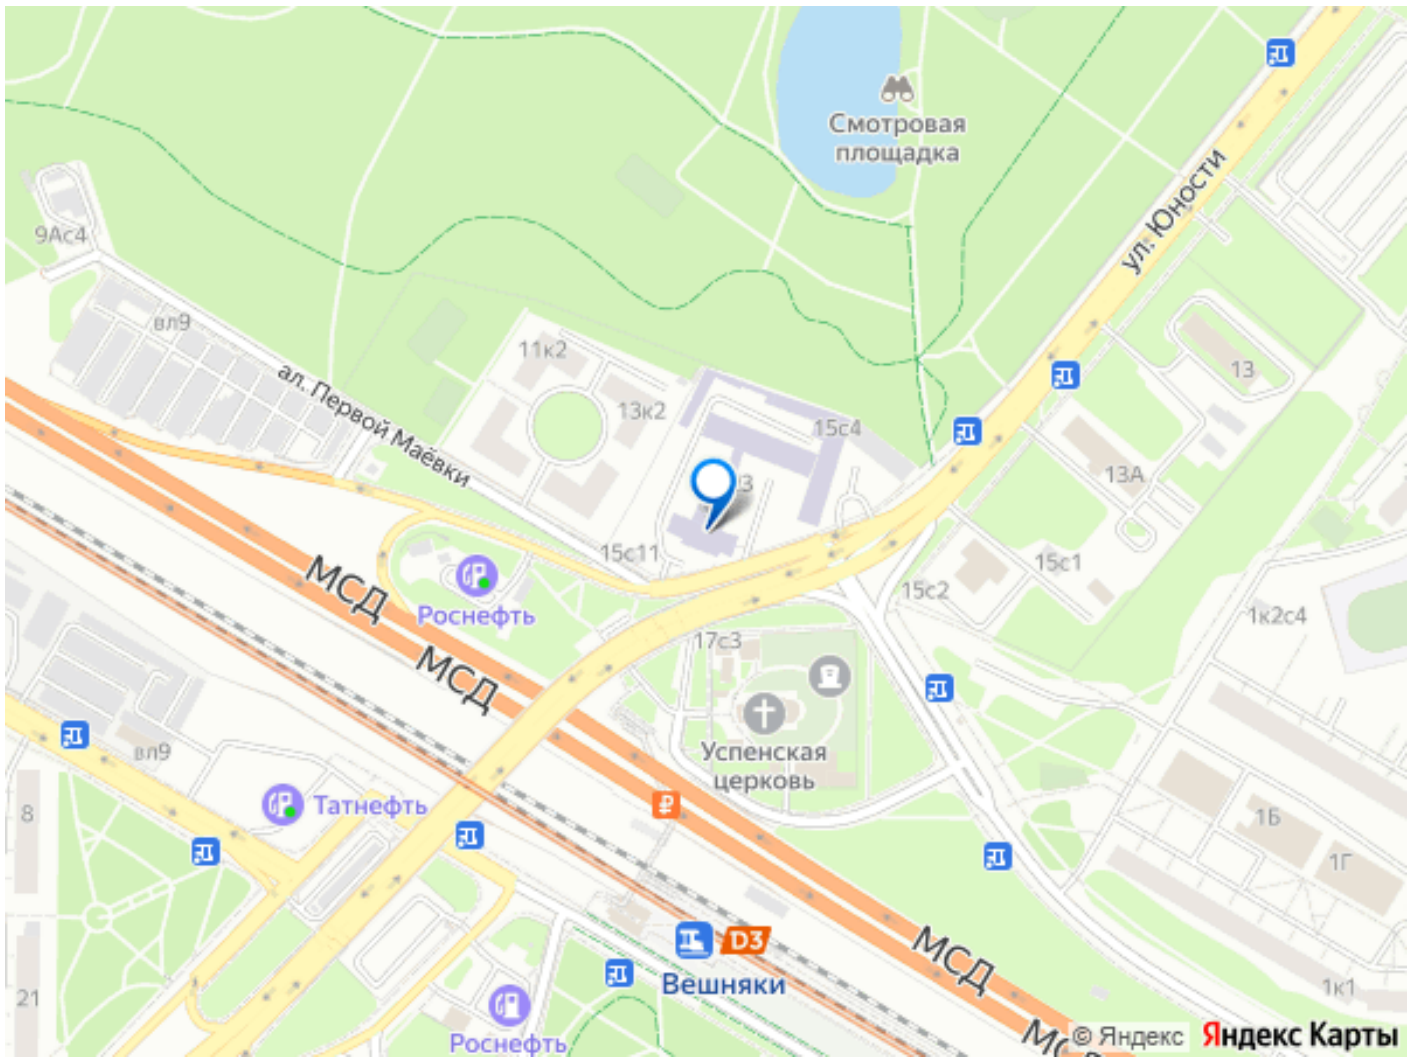 Смотровая
площадка
ул. Юности
9Ас4
вл9
ал. Первой Маёвки
11к2
13к2
15с4
13
13А
15с11
15с2
15с1
1к2с4
МСД
Роснефть
МСД
17с3
Успенская
церковь
вл9
Татнефть
8
1Б
1Г
₽
D3
Вешняки
МСД
21
Роснефть
1к1
© Яндекс Яндекс Карты